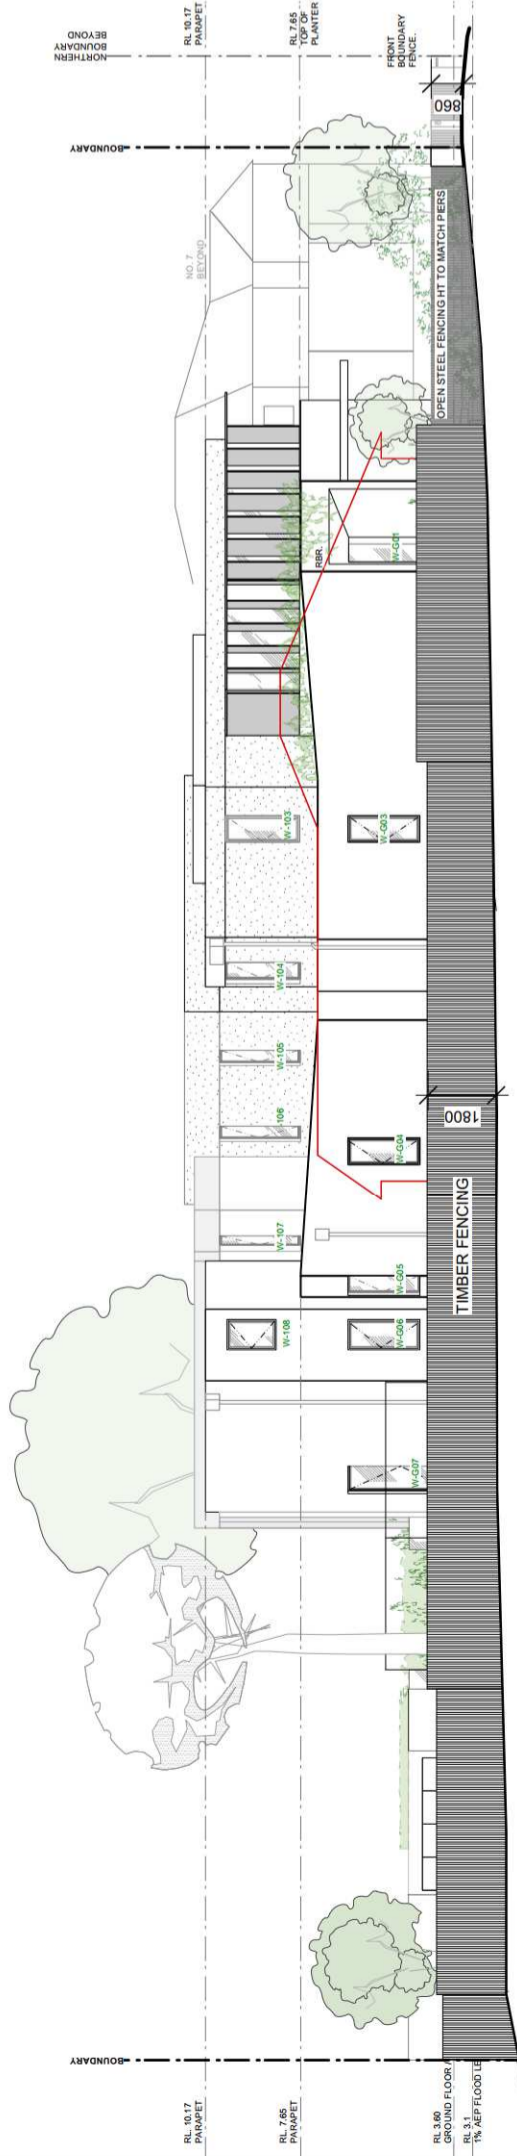 NORTHERN
BOUNDARY
BEYOND
RL 10.17
PARAPET
RL 7.65
TOP OF
PLANTER
FRONT
BOUNDARY
FENCE.
BOUNDARY
860
NO. 7
BEYOND
OPEN STEEL FENCING HT TO MATCH PIERS
RBR.
W-G01
W-103
W-G03
W-104
W-105
-106
1800
W-G04
TIMBER FENCING
W-107
W-G05
W-108
W-G06
W-G07
BOUNDARY
RL. 10.17
PARAPET
RL. 7.65
PARAPET
RL 3.60
GROUND FLOOR
RL 3.1
1% AEP FLOOD LE